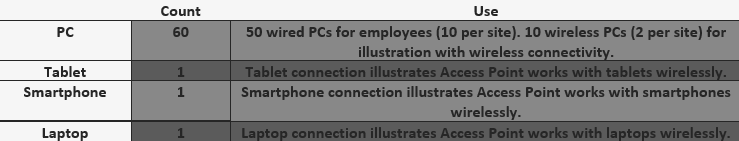 Count Use
PC 60 50 wired PCs for employees (10 per site). 10 wireless PCs (2 per site) for
illustration with wireless connectivity.
Tablet 1 Tablet connection illustrates Access Point works with tablets wirelessly.
Smartphone 1 Smartphone connection illustrates Access Point works with smartphones
wirelessly.
Laptop 1 Laptop connection illustrates Access Point works with laptops wirelessly.